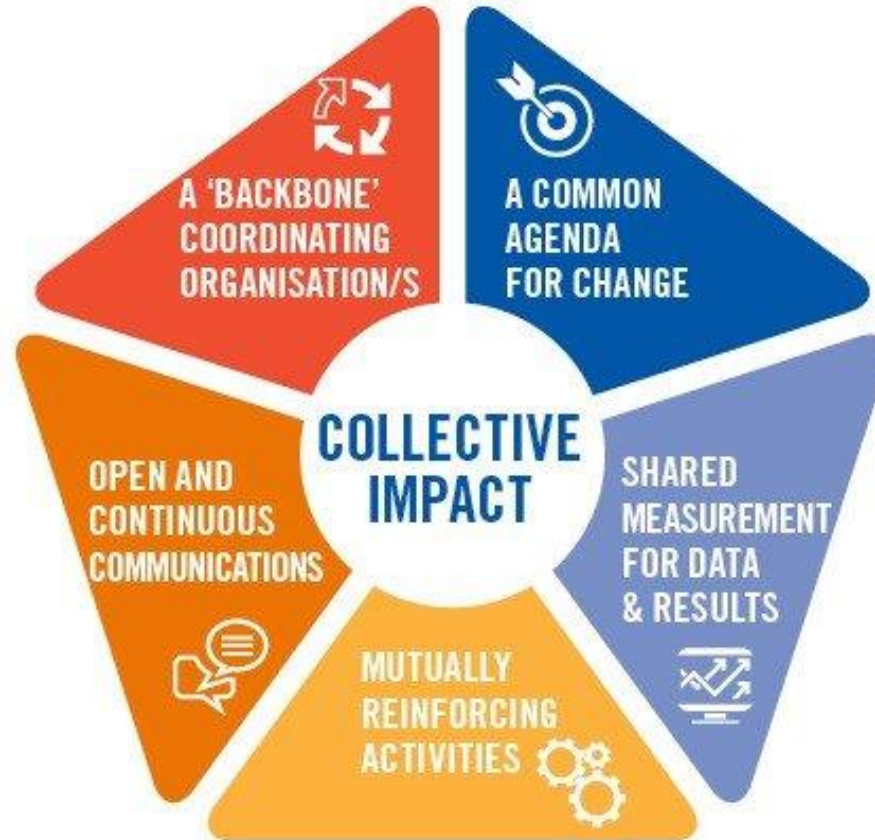 A 'BACKBONE'
COORDINATING
ORGANISATION/S
A COMMON
AGENDA
FOR CHANGE
COLLECTIVE
IMPACT
OPEN AND
CONTINUOUS
COMMUNICATIONS
SHARED
MEASUREMENT
FOR DATA
& RESULTS
MUTUALLY
REINFORCING
ACTIVITIES